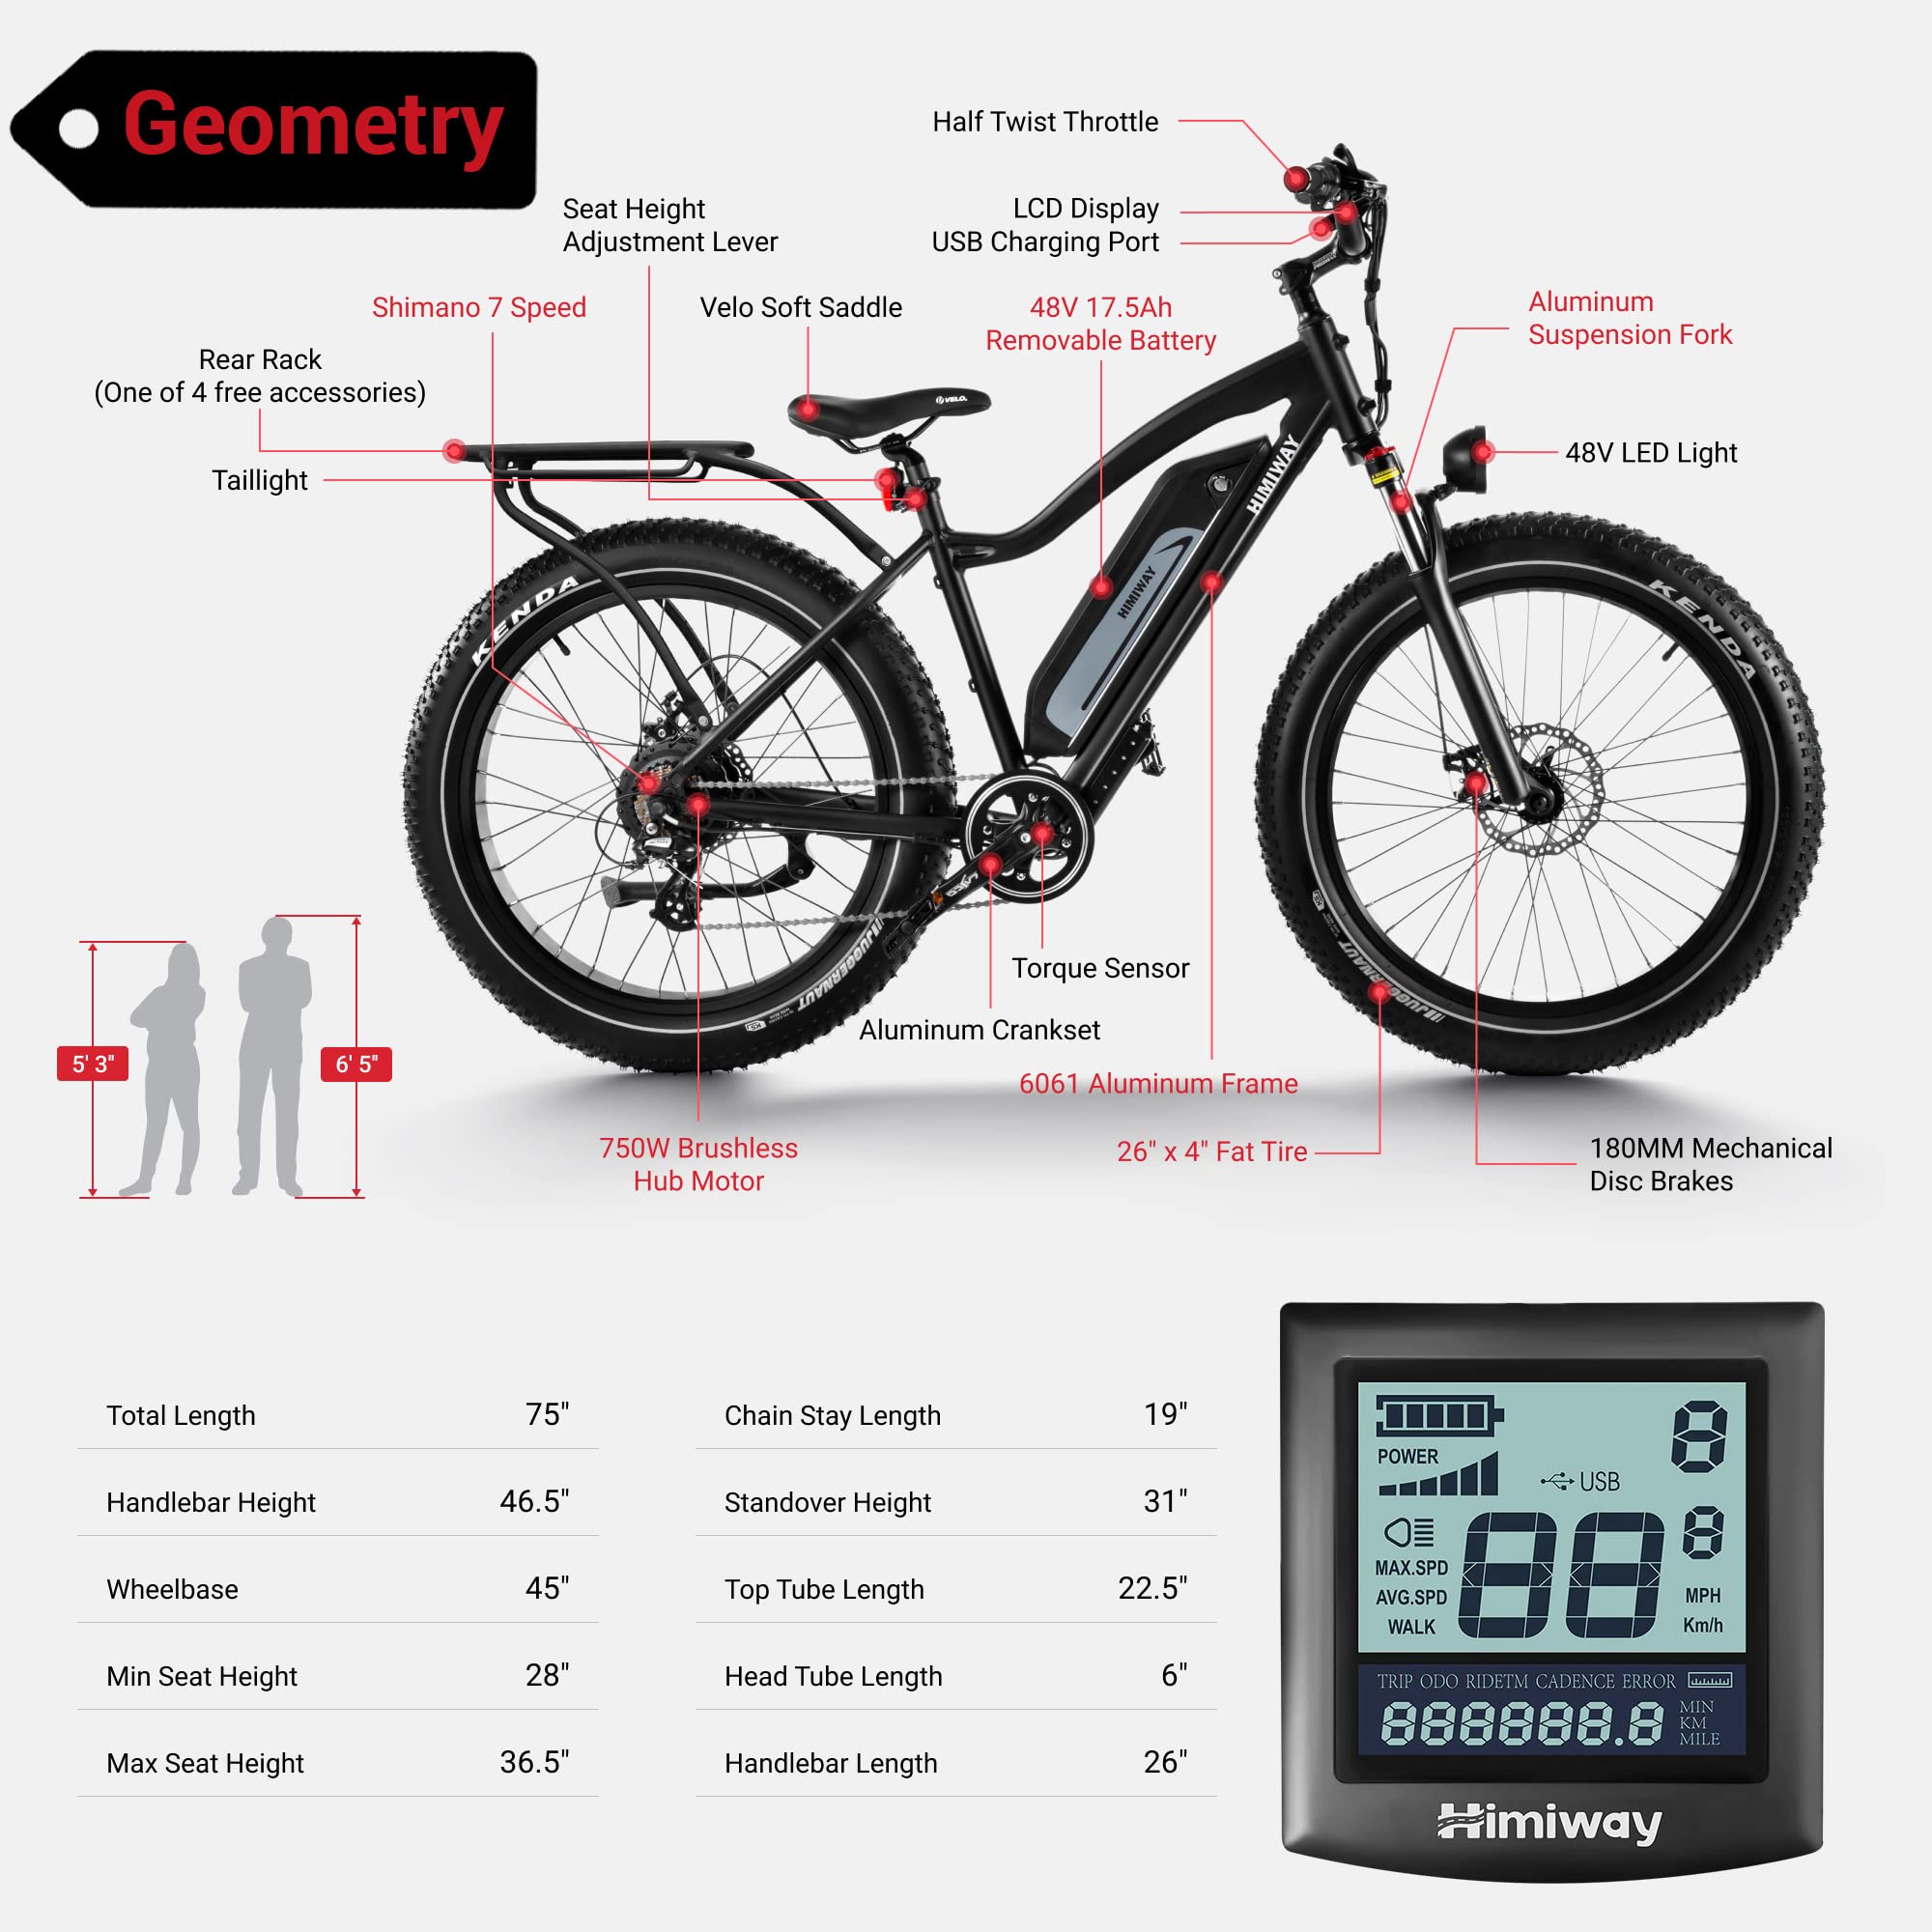 Geometry
Half Twist Throttle
Seat Height
Adjustment Lever
LCD Display
USB Charging Port
Shimano 7 Speed
Velo Soft Saddle
48V 17.5Ah
Removable Battery
Aluminum
Suspension Fork
Rear Rack
(One of 4 free accessories)
VELO
48V LED Light
Taillight
HIMIWAY
HIMIWAY
KENDA
KENDA
JUGGERNAUT
JUGGERNAUT
Torque Sensor
Aluminum Crankset
5' 3"
6' 5"
6061 Aluminum Frame
750W Brushless
Hub Motor
26" x 4" Fat Tire
180MM Mechanical
Disc Brakes
Total Length 75"
Handlebar Height 46.5"
Wheelbase 45"
Min Seat Height 28"
Max Seat Height 36.5"
Chain Stay Length 19"
Standover Height 31"
Top Tube Length 22.5"
Head Tube Length 6"
Handlebar Length 26"
8
POWER
USB
88 8
MAX.SPD
AVG.SPD
WALK
MPH
Km/h
TRIP ODO RIDETM CADENCE ERROR
888888.8
MIN
KM
MILE
Himiway